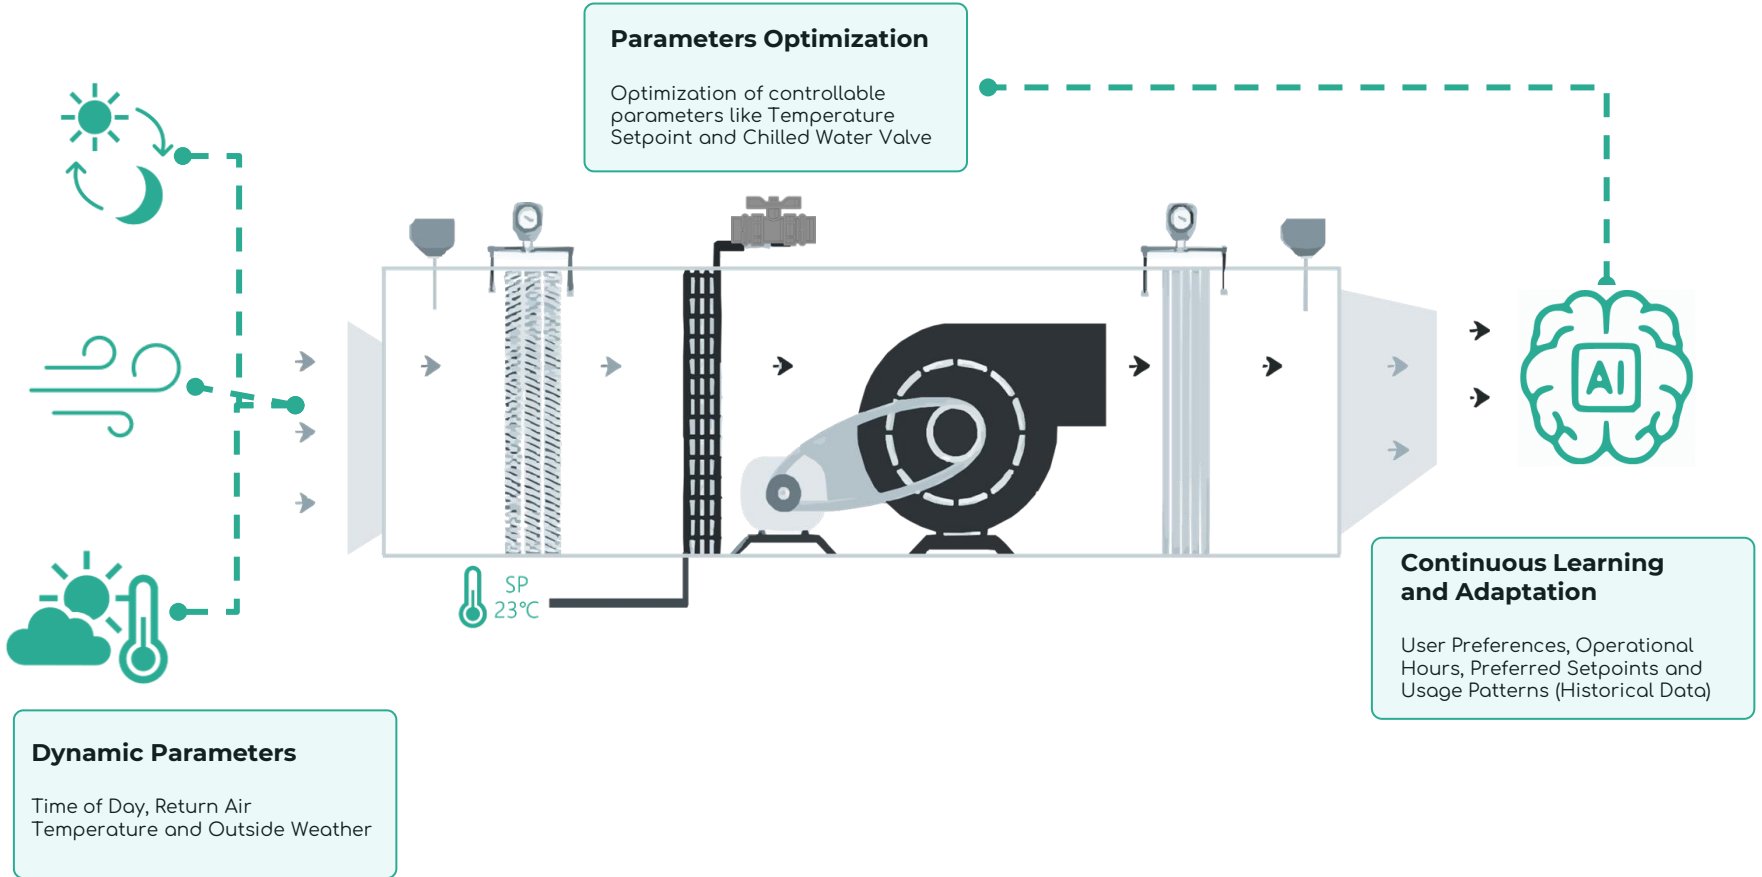 Parameters Optimization
Optimization of controllable
parameters like Temperature
Setpoint and Chilled Water Valve
SP
23°C
AI
Continuous Learning
and Adaptation
User Preferences, Operational
Hours, Preferred Setpoints and
Usage Patterns (Historical Data)
Dynamic Parameters
Time of Day, Return Air
Temperature and Outside Weather